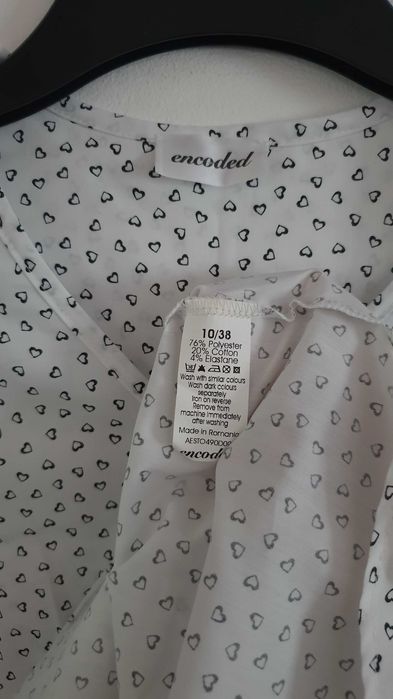 encoded
10/38
76% Polyester
20% Cotton
4% Elastane
Wash with similar colours
Wash dark colours
separately
Iron on reverse
Remove from
machine immediately
after washing
Made in Romania
encoded